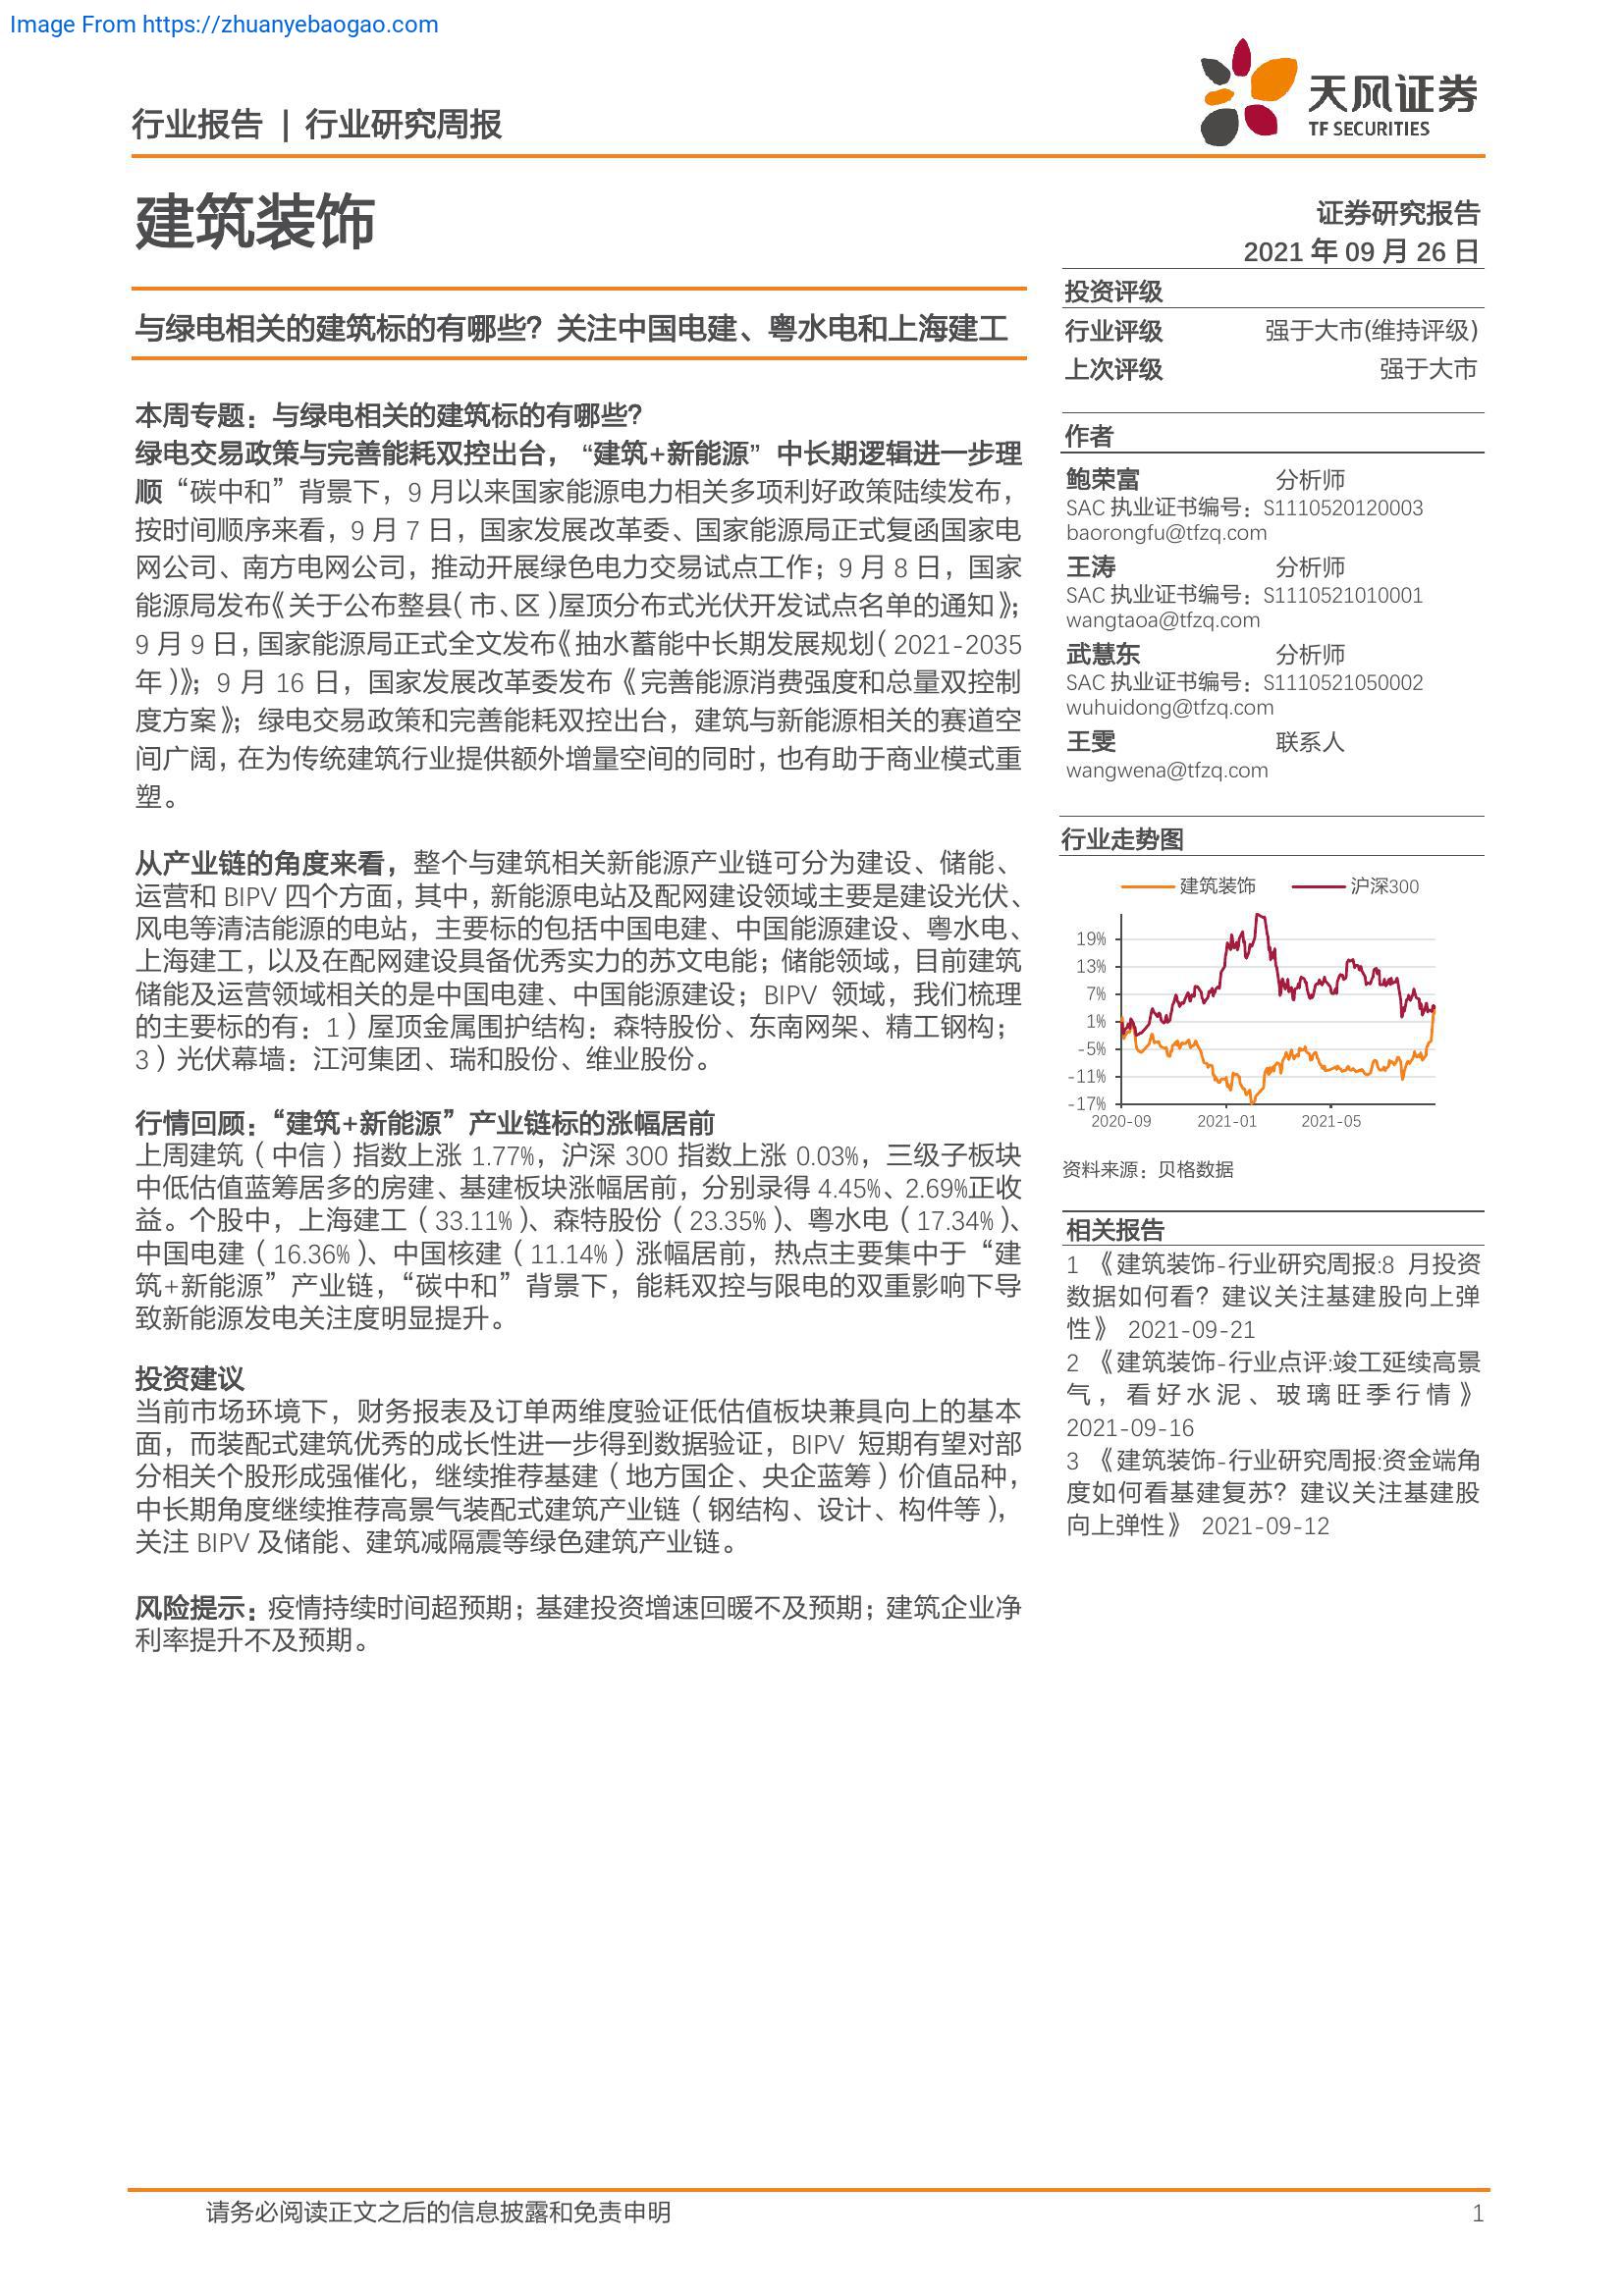 Image From https://zhuanyebaogao.com
行业报告 | 行业研究周报
天风证券
TF SECURITIES
建筑装饰
证券研究报告
2021 年 09 月 26 日
与绿电相关的建筑标的有哪些？关注中国电建、粤水电和上海建工
本周专题：与绿电相关的建筑标的有哪些？
绿电交易政策与完善能耗双控出台，“建筑+新能源”中长期逻辑进一步理
顺“碳中和”背景下，9 月以来国家能源电力相关多项利好政策陆续发布，
按时间顺序来看，9 月 7 日，国家发展改革委、国家能源局正式复函国家电
网公司、南方电网公司，推动开展绿色电力交易试点工作；9 月 8 日，国家
能源局发布《关于公布整县（市、区）屋顶分布式光伏开发试点名单的通知》；
9 月 9 日，国家能源局正式全文发布《抽水蓄能中长期发展规划（2021-2035
年）》；9 月 16 日，国家发展改革委发布《完善能源消费强度和总量双控制
度方案》；绿电交易政策和完善能耗双控出台，建筑与新能源相关的赛道空
间广阔，在为传统建筑行业提供额外增量空间的同时，也有助于商业模式重
塑。
从产业链的角度来看，整个与建筑相关新能源产业链可分为建设、储能、
运营和 BIPV 四个方面，其中，新能源电站及配网建设领域主要是建设光伏、
风电等清洁能源的电站，主要标的包括中国电建、中国能源建设、粤水电、
上海建工，以及在配网建设具备优秀实力的苏文电能；储能领域，目前建筑
储能及运营领域相关的是中国电建、中国能源建设；BIPV 领域，我们梳理
的主要标的有：1）屋顶金属围护结构：森特股份、东南网架、精工钢构；
3）光伏幕墙：江河集团、瑞和股份、维业股份。
行情回顾：“建筑+新能源”产业链标的涨幅居前
上周建筑（中信）指数上涨 1.77%，沪深 300 指数上涨 0.03%，三级子板块
中低估值蓝筹居多的房建、基建板块涨幅居前，分别录得 4.45%、2.69%正收
益。个股中，上海建工（33.11%）、森特股份（23.35%）、粤水电（17.34%）、
中国电建（16.36%）、中国核建（11.14%）涨幅居前，热点主要集中于“建
筑+新能源”产业链，“碳中和”背景下，能耗双控与限电的双重影响下导
致新能源发电关注度明显提升。
投资建议
当前市场环境下，财务报表及订单两维度验证低估值板块兼具向上的基本
面，而装配式建筑优秀的成长性进一步得到数据验证，BIPV 短期有望对部
分相关个股形成强催化，继续推荐基建（地方国企、央企蓝筹）价值品种，
中长期角度继续推荐高景气装配式建筑产业链（钢结构、设计、构件等），
关注 BIPV 及储能、建筑减隔震等绿色建筑产业链。
风险提示：疫情持续时间超预期；基建投资增速回暖不及预期；建筑企业净
利率提升不及预期。
投资评级
行业评级 强于大市(维持评级)
上次评级 强于大市
作者
鲍荣富 分析师
SAC 执业证书编号：S1110520120003
baorongfu@tfzq.com
王涛 分析师
SAC 执业证书编号：S1110521010001
wangtaoa@tfzq.com
武慧东 分析师
SAC 执业证书编号：S1110521050002
wuhuidong@tfzq.com
王雯 联系人
wangwena@tfzq.com
行业走势图
建筑装饰 沪深300
19%
13%
7%
1%
-5%
-11%
-17%
2020-09 2021-01 2021-05
资料来源：贝格数据
相关报告
1 《建筑装饰-行业研究周报:8 月投资
数据如何看？建议关注基建股向上弹
性》 2021-09-21
2 《建筑装饰-行业点评:竣工延续高景
气，看好水泥、玻璃旺季行情》
2021-09-16
3 《建筑装饰-行业研究周报:资金端角
度如何看基建复苏？建议关注基建股
向上弹性》 2021-09-12
请务必阅读正文之后的信息披露和免责申明 1